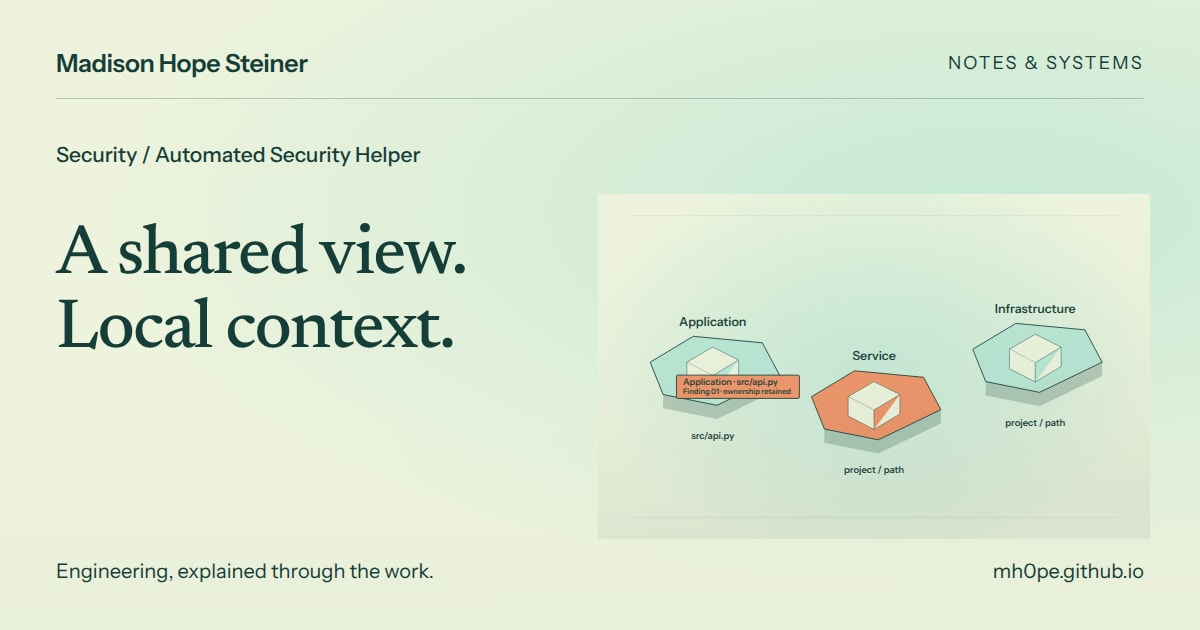 Madison Hope Steiner
NOTES & SYSTEMS
Security / Automated Security Helper
A shared view.
Local context.
Application
Application · src/api.py
Finding 01 · ownership retained
src/api.py
Service
project / path
Infrastructure
project / path
Engineering, explained through the work.
mh0pe.github.io